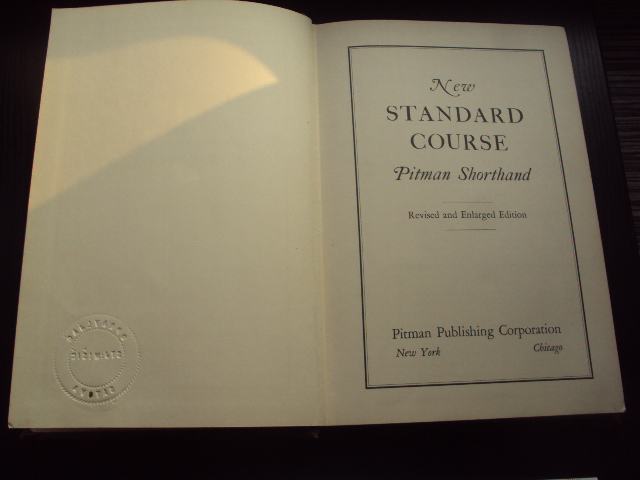 New
STANDARD
COURSE
Pitman Shorthand
Revised and Enlarged Edition
Pitman Publishing Corporation
New York
Chicago